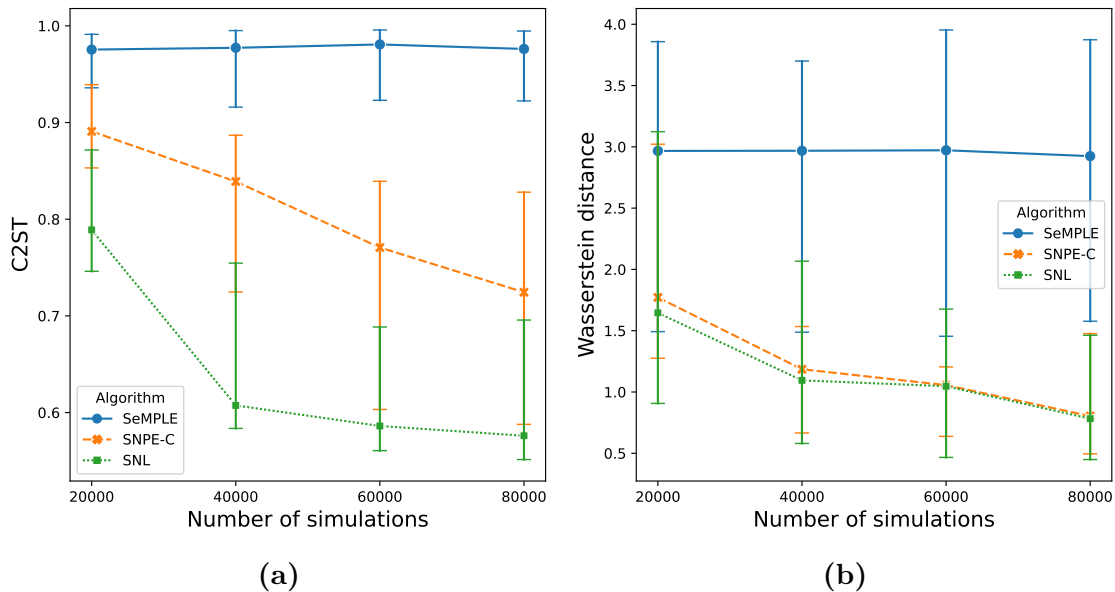 1.0
0.9
0.8
0.7
0.6
C2ST
Algorithm
SeMPLE
SNPE-C
SNL
20000
40000
60000
80000
Number of simulations
(a)
4.0
3.5
3.0
2.5
2.0
1.5
1.0
0.5
Wasserstein distance
Algorithm
SeMPLE
SNPE-C
SNL
20000
40000
60000
80000
Number of simulations
(b)